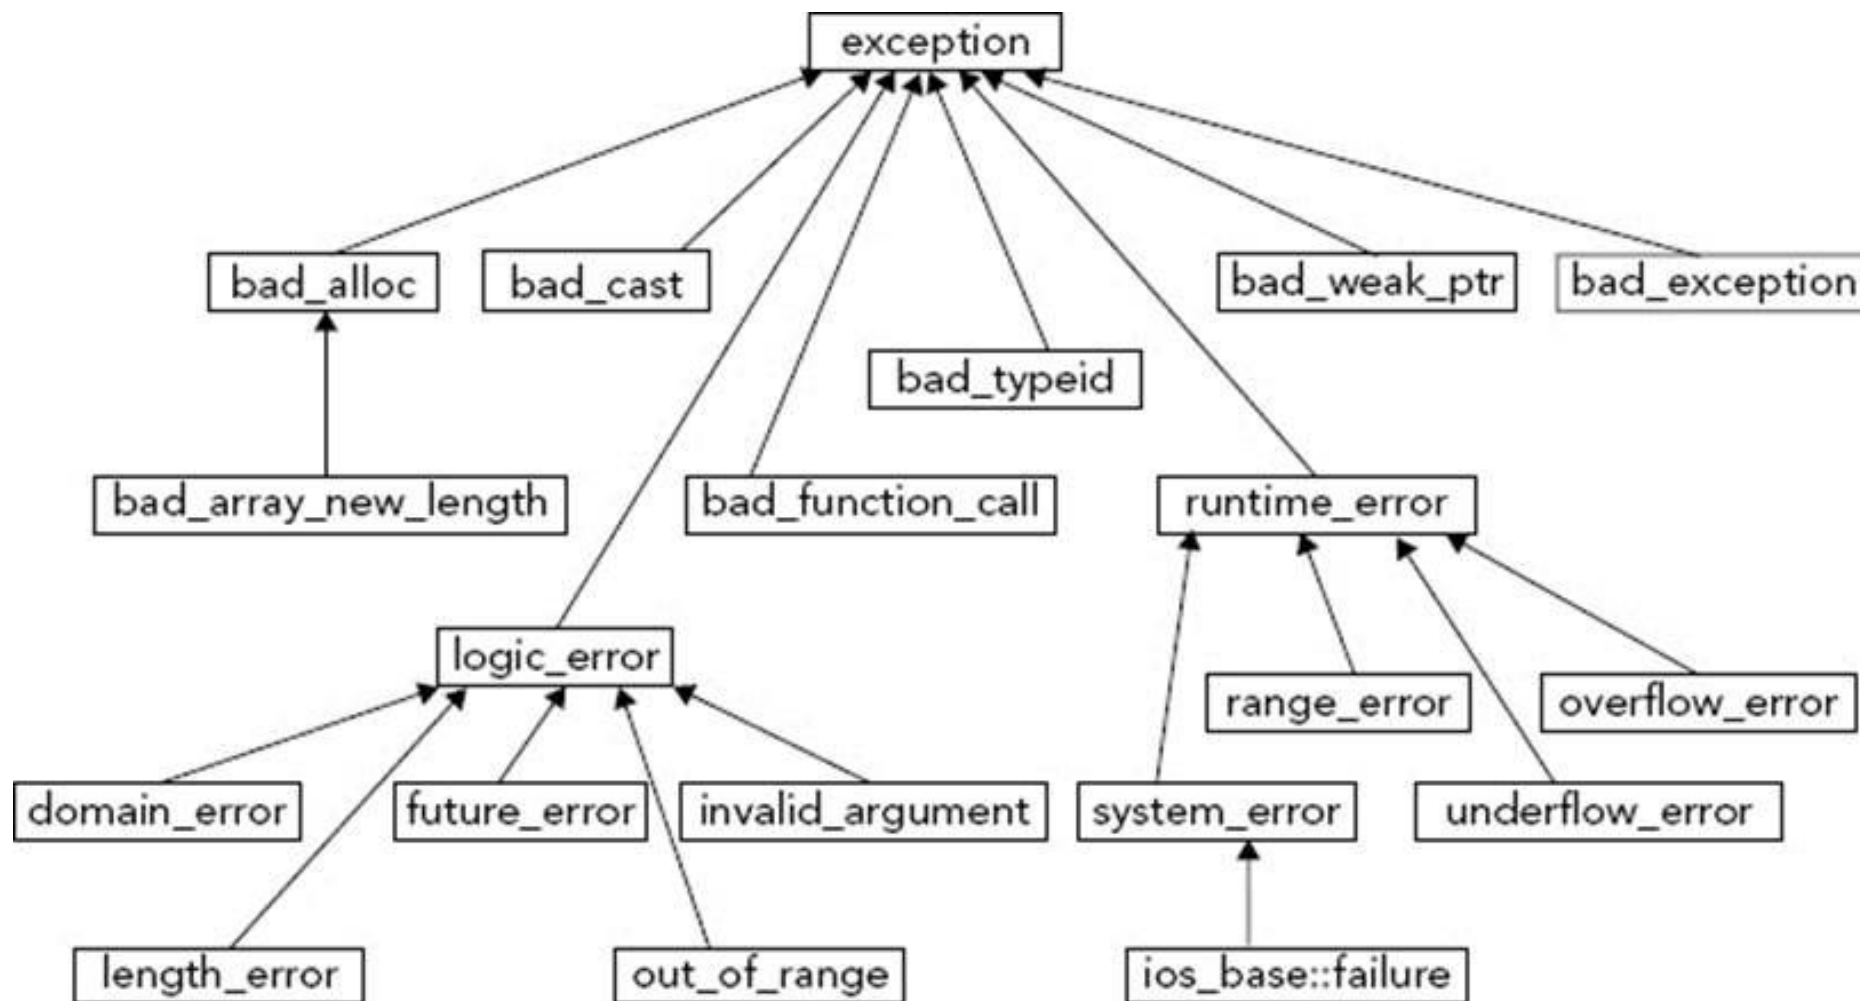 exception
bad_alloc
bad_cast
bad_weak_ptr
bad_exception
bad_typeid
bad_array_new_length
bad_function_call
runtime_error
logic_error
range_error
overflow_error
domain_error
future_error
invalid_argument
system_error
underflow_error
length_error
out_of_range
ios_base::failure